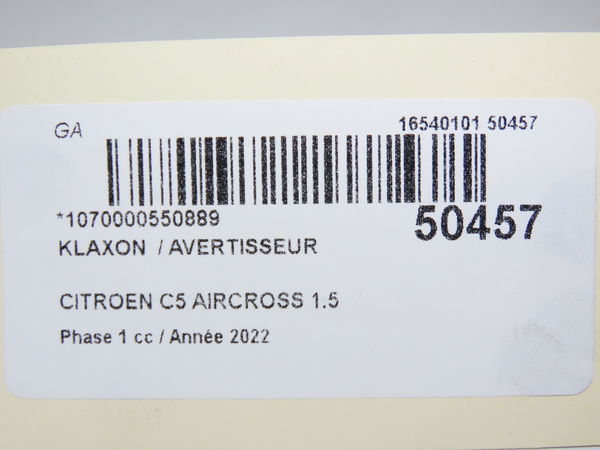 GA
16540101 50457
*1070000550889
50457
KLAXON / AVERTISSEUR
CITROEN C5 AIRCROSS 1.5
Phase 1 cc / Année 2022